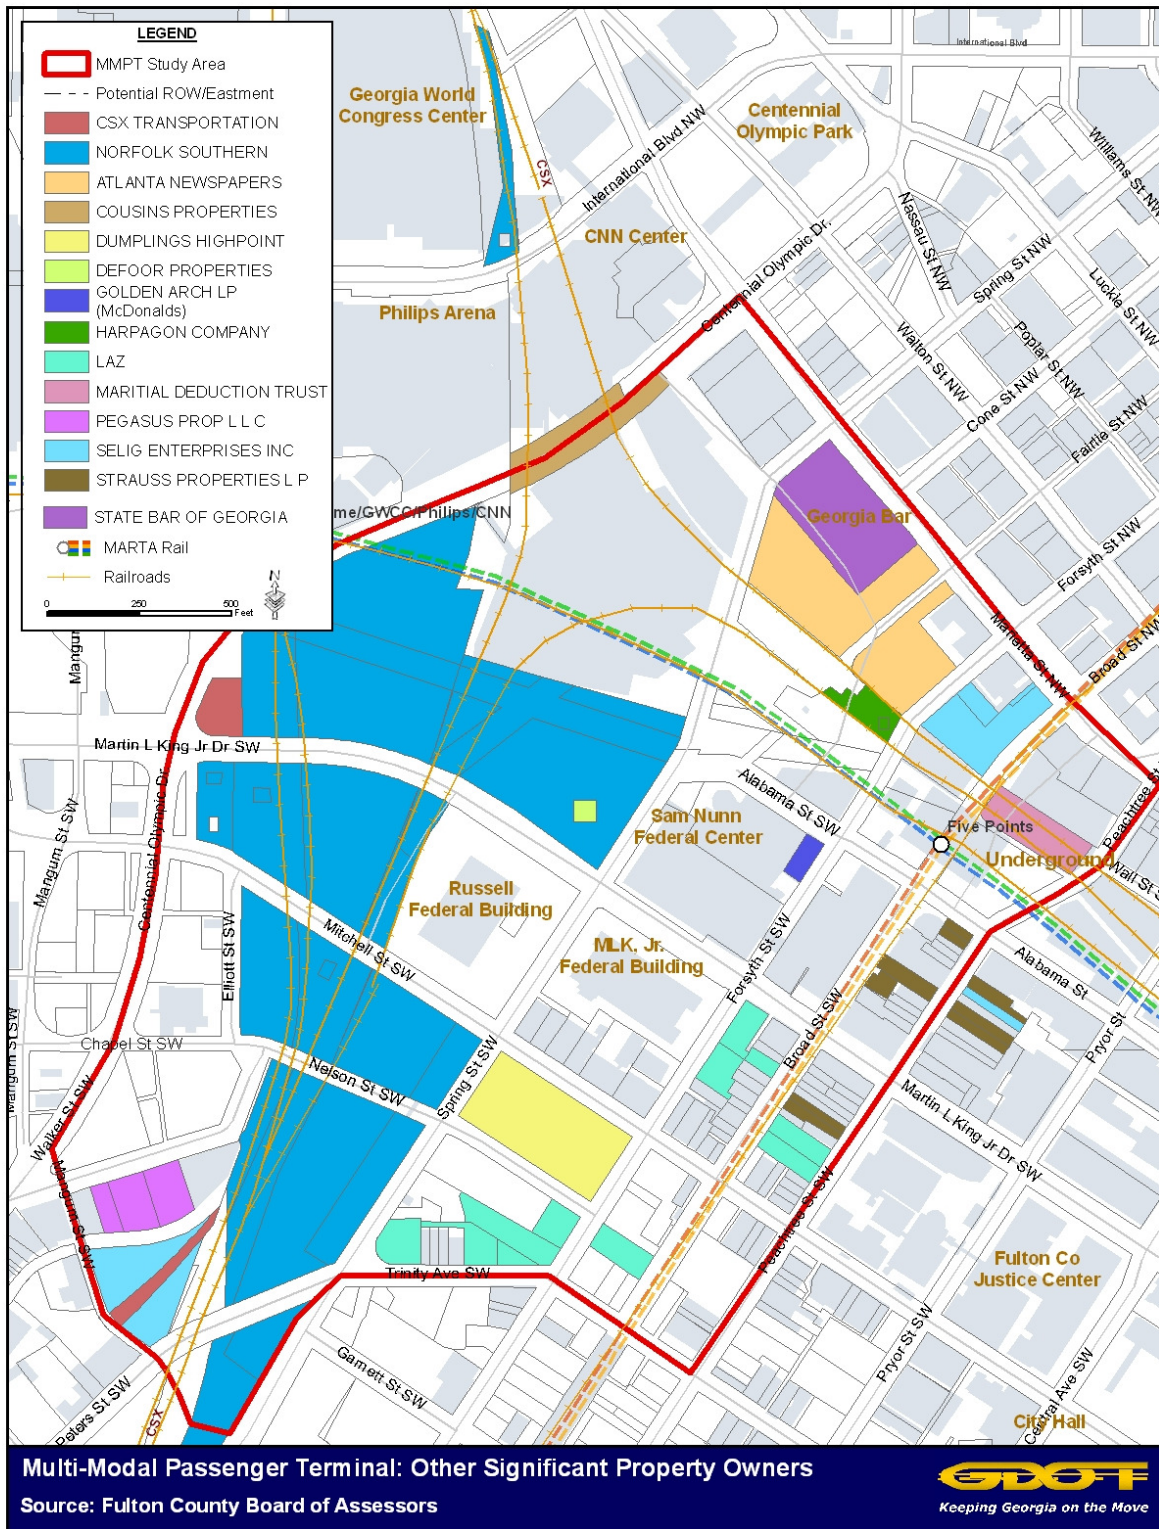 LEGEND
MMPT Study Area
Potential ROW/Eastment
CSX TRANSPORTATION
NORFOLK SOUTHERN
ATLANTA NEWSPAPERS
COUSINS PROPERTIES
DUMPLINGS HIGHPOINT
DEFOOR PROPERTIES
GOLDEN ARCH LP
(McDonalds)
HARPAGON COMPANY
LAZ
MARITIAL DEDUCTION TRUST
PEGASUS PROP L L C
SELIG ENTERPRISES INC
STRAUSS PROPERTIES L P
STATE BAR OF GEORGIA
MARTA Rail
Railroads
0 250 500
Feet
N
International Blvd
Georgia World
Congress Center
Centennial
Olympic Park
CSX
International Blvd NW
Williams St NW
Nassau St NW
CNN Center
Spring St NW
Luckie St NW
Centennial Olympic Dr.
Philips Arena
Walton St NW
Poplar St NW
Cone St NW
Fairlie St NW
me/GWCC/Philips/CNN
Georgia Bar
Forsyth St NW
Mangum
Marietta St NW
Broad St NW
Martin L King Jr Dr SW
Alabama St SW
Peachtree St
Sam Nunn
Federal Center
Five Points
Underground
Wall St S
Mangum St SW
Centennial Olympic Dr
Russell
Federal Building
Mitchell St SW
Elliott St SW
MLK, Jr.
Federal Building
Forsyth St SW
Alabama St
Broad St SW
Pryor St
Mangum St SW
Chapel St SW
Nelson St SW
Spring St SW
Martin L King Jr Dr SW
Walker St SW
Mangum St SW
Peachtree St SW
Trinity Ave SW
Fulton Co
Justice Center
Garnett St SW
Pryor St SW
Central Ave SW
Peters St SW
CSX
City Hall
Multi-Modal Passenger Terminal: Other Significant Property Owners
Source: Fulton County Board of Assessors
GDOT
Keeping Georgia on the Move